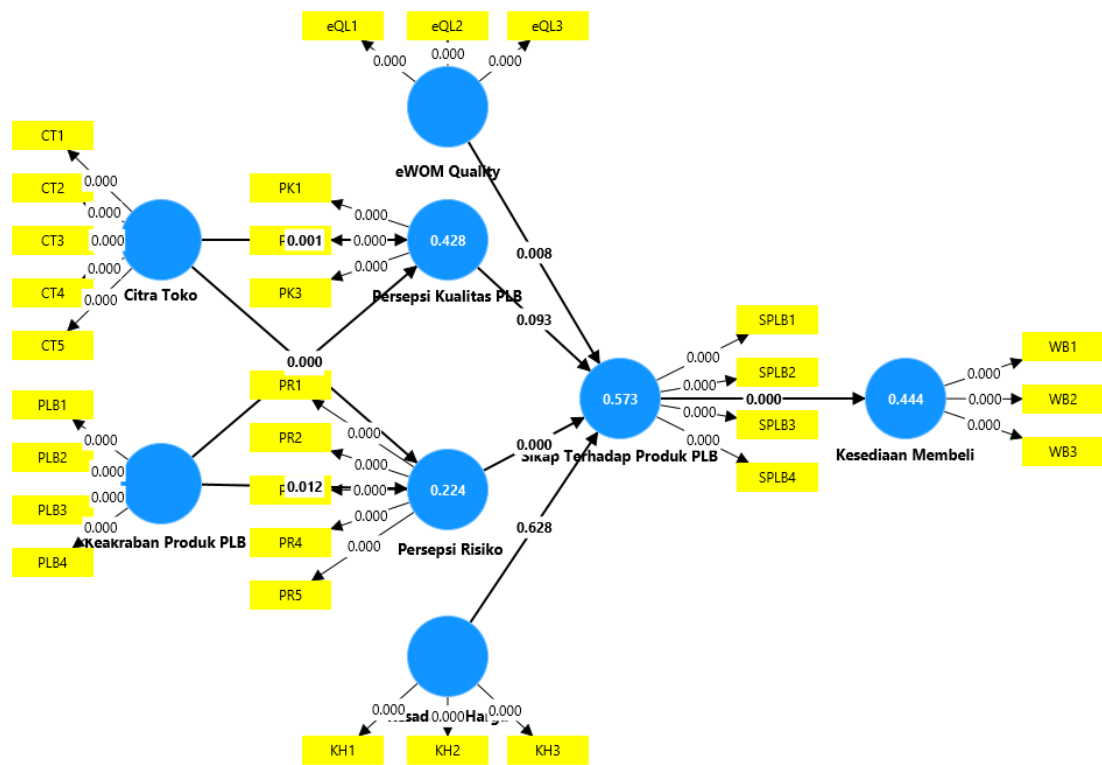 eQL1
eQL2
eQL3
0.000
0.000
0.000
eWOM Quality
CT1
CT2
CT3
CT4
CT5
0.000
0.000
0.000
0.000
0.000
Citra Toko
PK1
PK3
0.000
0.000
0.000
0.001
0.428
Persepsi Kualitas PLB
0.008
0.093
0.000
PLB1
PLB2
PLB3
PLB4
0.000
0.000
0.000
0.000
Keakraban Produk PLB
PR1
PR2
PR4
PR5
0.000
0.000
0.000
0.000
0.000
0.012
0.224
Persepsi Risiko
0.000
0.628
0.573
Sikap Terhadap Produk PLB
SPLB1
SPLB2
SPLB3
SPLB4
0.000
0.000
0.000
0.000
0.000
0.444
Kesediaan Membeli
WB1
WB2
WB3
0.000
0.000
0.000
0.000
0.000
0.000
KH1
KH2
KH3